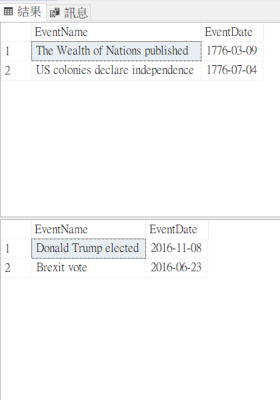 結果 訊息
EventName EventDate
1 The Wealth of Nations published 1776-03-09
2 US colonies declare independence 1776-07-04
EventName EventDate
1 Donald Trump elected 2016-11-08
2 Brexit vote 2016-06-23